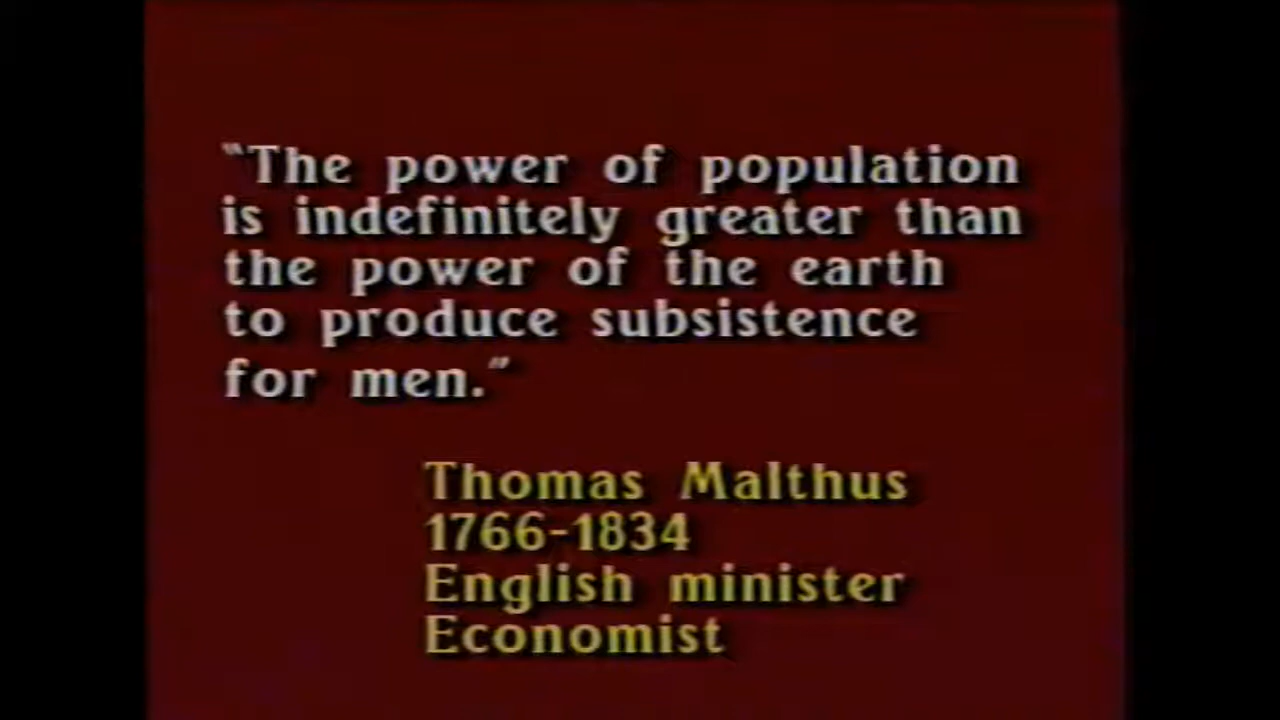 "The power of population
is indefinitely greater than
the power of the earth
to produce subsistence
for men."
Thomas Malthus
1766-1834
English minister
Economist